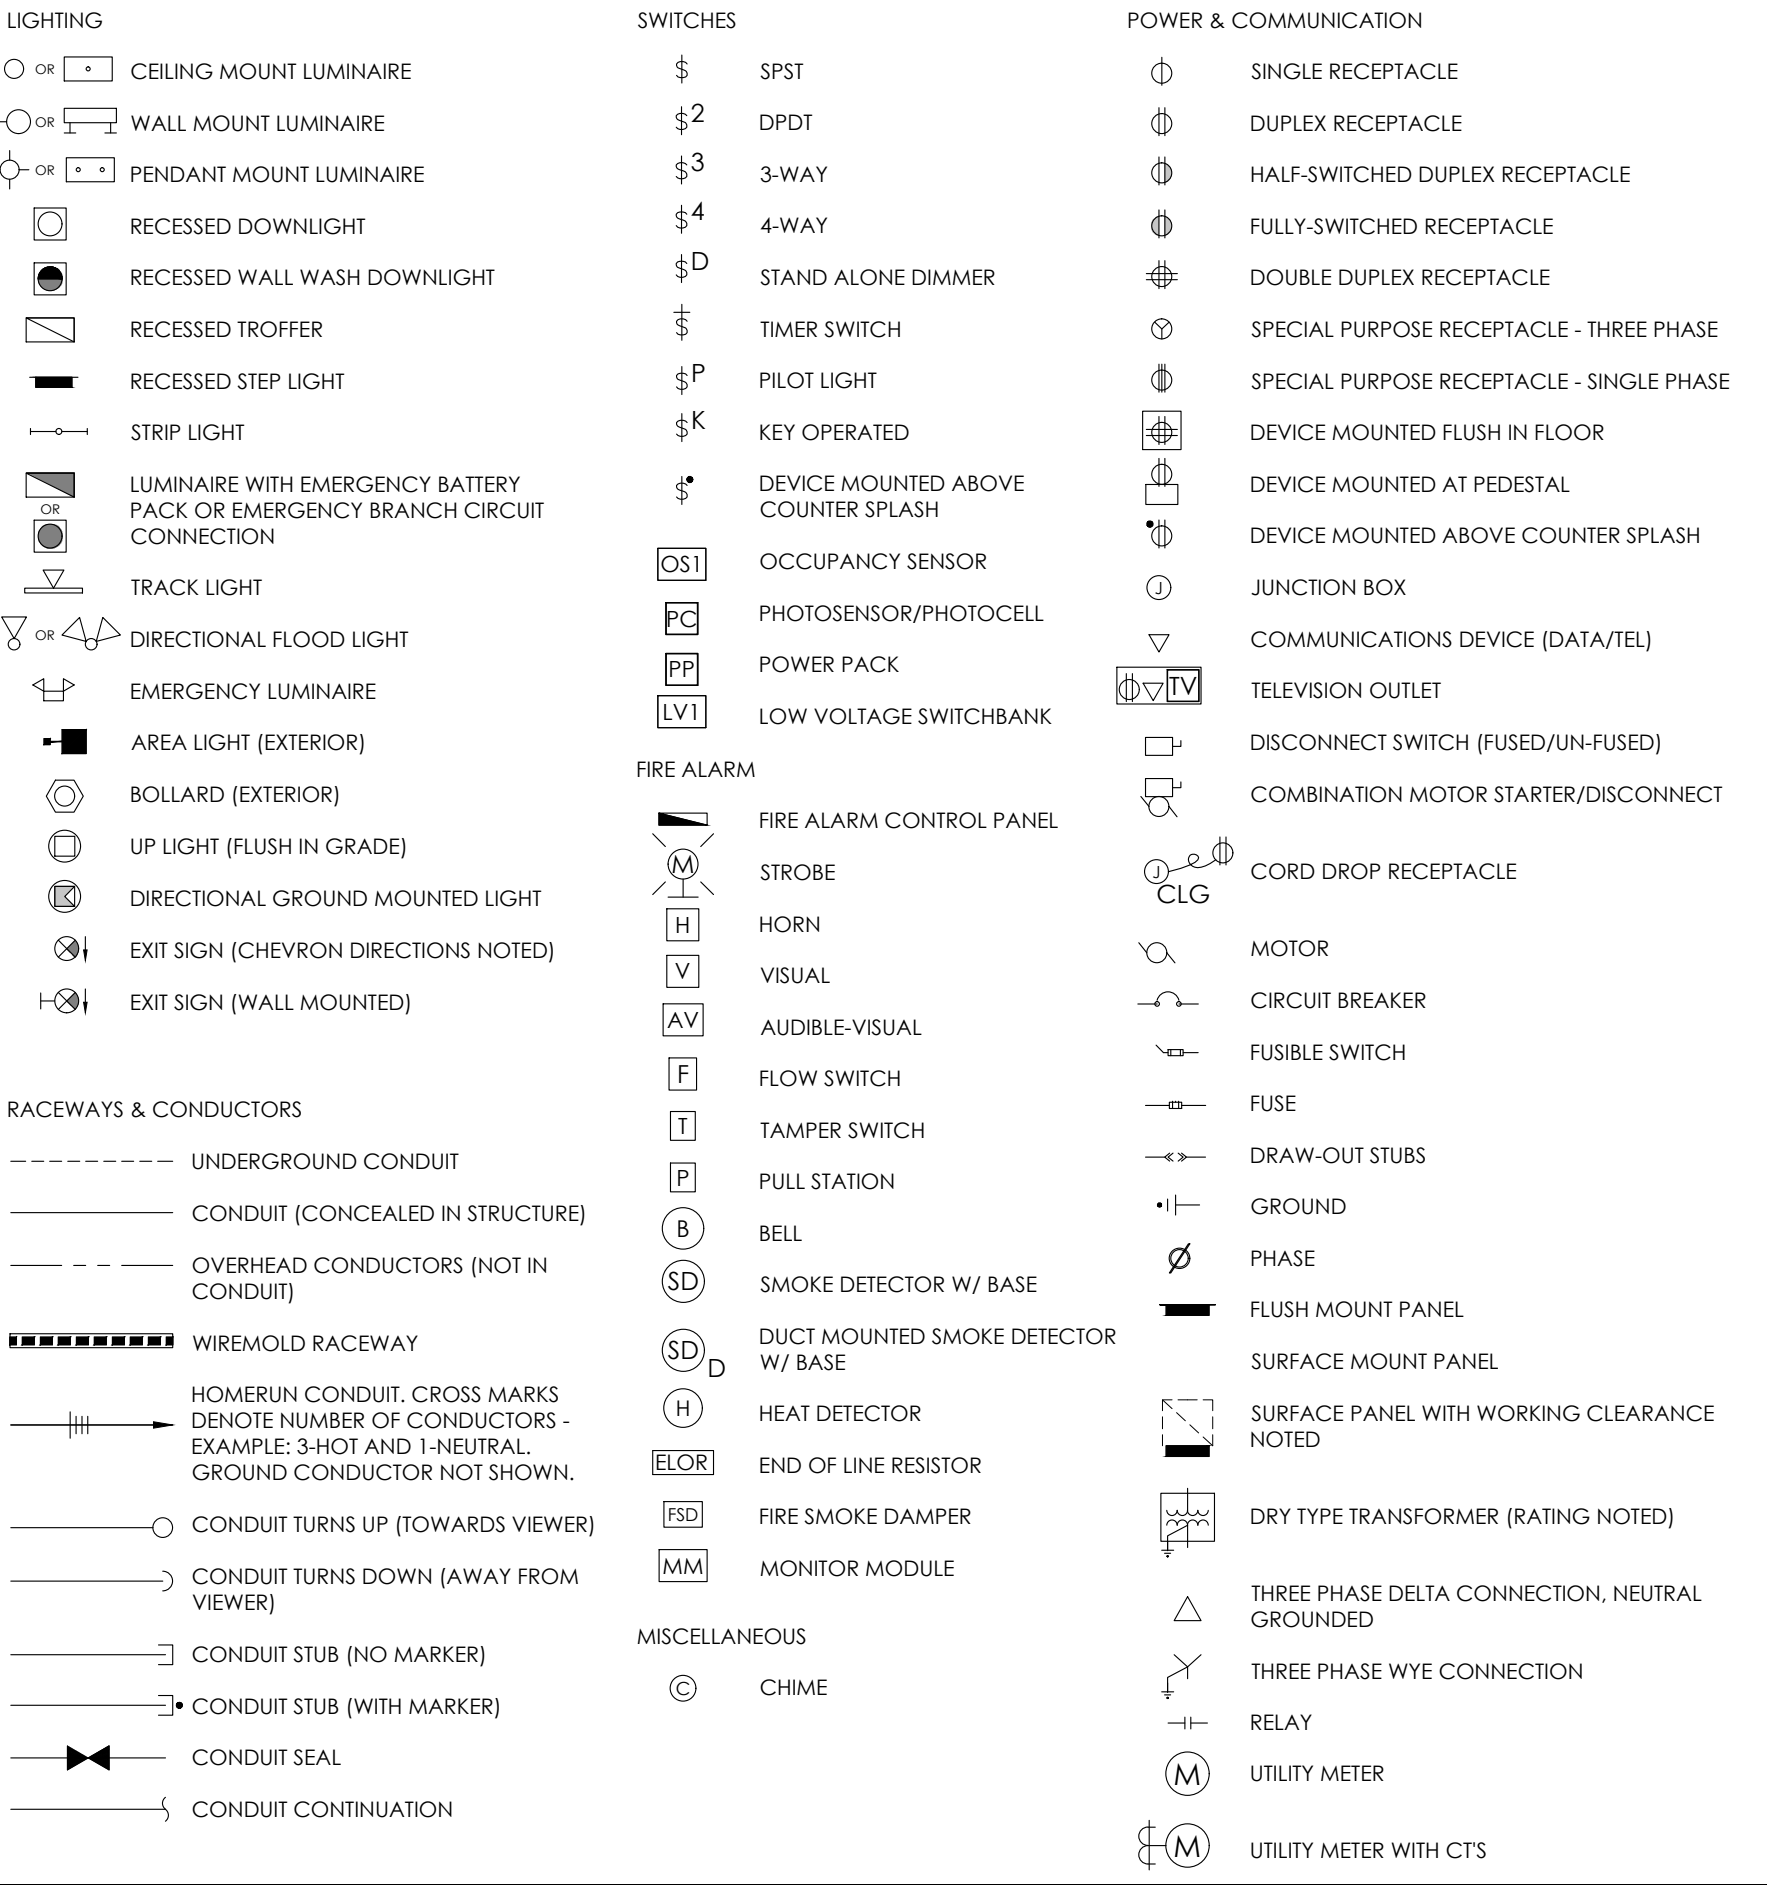 LIGHTING
OR CEILING MOUNT LUMINAIRE
OR WALL MOUNT LUMINAIRE
OR PENDANT MOUNT LUMINAIRE
RECESSED DOWNLIGHT
RECESSED WALL WASH DOWNLIGHT
RECESSED TROFFER
RECESSED STEP LIGHT
STRIP LIGHT
LUMINAIRE WITH EMERGENCY BATTERY
OR PACK OR EMERGENCY BRANCH CIRCUIT
CONNECTION
TRACK LIGHT
OR DIRECTIONAL FLOOD LIGHT
EMERGENCY LUMINAIRE
AREA LIGHT (EXTERIOR)
BOLLARD (EXTERIOR)
UP LIGHT (FLUSH IN GRADE)
DIRECTIONAL GROUND MOUNTED LIGHT
EXIT SIGN (CHEVRON DIRECTIONS NOTED)
EXIT SIGN (WALL MOUNTED)
RACEWAYS & CONDUCTORS
UNDERGROUND CONDUIT
CONDUIT (CONCEALED IN STRUCTURE)
OVERHEAD CONDUCTORS (NOT IN
CONDUIT)
WIREMOLD RACEWAY
HOMERUN CONDUIT. CROSS MARKS
DENOTE NUMBER OF CONDUCTORS -
EXAMPLE: 3-HOT AND 1-NEUTRAL.
GROUND CONDUCTOR NOT SHOWN.
CONDUIT TURNS UP (TOWARDS VIEWER)
CONDUIT TURNS DOWN (AWAY FROM
VIEWER)
CONDUIT STUB (NO MARKER)
CONDUIT STUB (WITH MARKER)
CONDUIT SEAL
CONDUIT CONTINUATION
SWITCHES
$ SPST
$2 DPDT
$3 3-WAY
$4 4-WAY
$D STAND ALONE DIMMER
$ TIMER SWITCH
$P PILOT LIGHT
$K KEY OPERATED
$ DEVICE MOUNTED ABOVE
COUNTER SPLASH
OS1 OCCUPANCY SENSOR
PC PHOTOSENSOR/PHOTOCELL
PP POWER PACK
LV1 LOW VOLTAGE SWITCHBANK
FIRE ALARM
FIRE ALARM CONTROL PANEL
M STROBE
H HORN
V VISUAL
AV AUDIBLE-VISUAL
F FLOW SWITCH
T TAMPER SWITCH
P PULL STATION
B BELL
SD SMOKE DETECTOR W/ BASE
SD D DUCT MOUNTED SMOKE DETECTOR
W/ BASE
H HEAT DETECTOR
ELOR END OF LINE RESISTOR
FSD FIRE SMOKE DAMPER
MM MONITOR MODULE
MISCELLANEOUS
C CHIME
POWER & COMMUNICATION
SINGLE RECEPTACLE
DUPLEX RECEPTACLE
HALF-SWITCHED DUPLEX RECEPTACLE
FULLY-SWITCHED RECEPTACLE
DOUBLE DUPLEX RECEPTACLE
SPECIAL PURPOSE RECEPTACLE - THREE PHASE
SPECIAL PURPOSE RECEPTACLE - SINGLE PHASE
DEVICE MOUNTED FLUSH IN FLOOR
DEVICE MOUNTED AT PEDESTAL
DEVICE MOUNTED ABOVE COUNTER SPLASH
J JUNCTION BOX
COMMUNICATIONS DEVICE (DATA/TEL)
TV TELEVISION OUTLET
DISCONNECT SWITCH (FUSED/UN-FUSED)
COMBINATION MOTOR STARTER/DISCONNECT
J CORD DROP RECEPTACLE
CLG
MOTOR
CIRCUIT BREAKER
FUSIBLE SWITCH
FUSE
DRAW-OUT STUBS
GROUND
PHASE
FLUSH MOUNT PANEL
SURFACE MOUNT PANEL
SURFACE PANEL WITH WORKING CLEARANCE
NOTED
DRY TYPE TRANSFORMER (RATING NOTED)
THREE PHASE DELTA CONNECTION, NEUTRAL
GROUNDED
THREE PHASE WYE CONNECTION
RELAY
M UTILITY METER
M UTILITY METER WITH CT'S